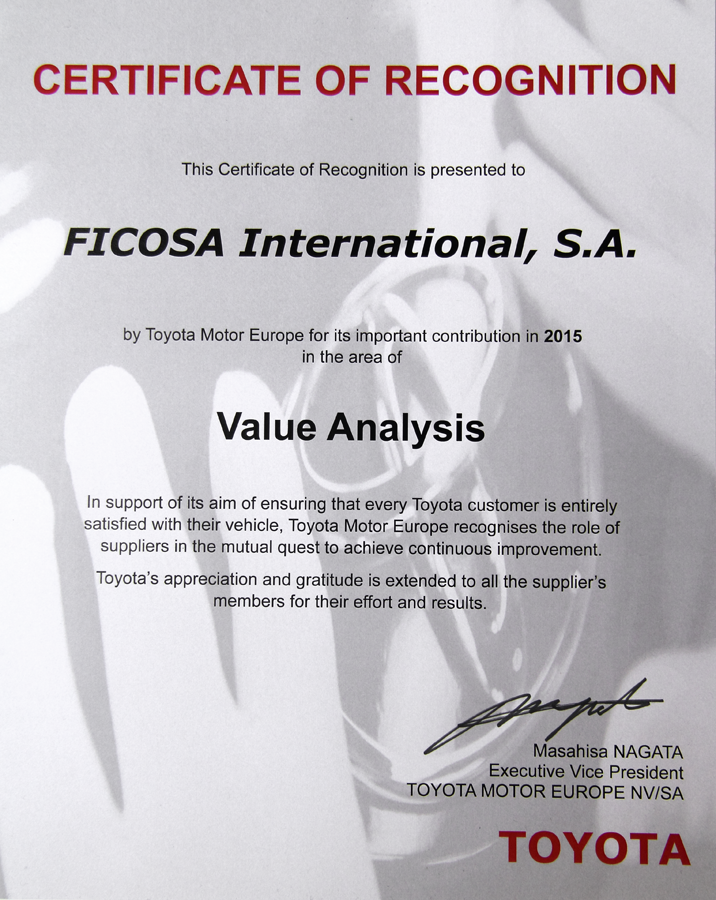 CERTIFICATE OF RECOGNITION
This Certificate of Recognition is presented to
FICOSA International, S.A.
by Toyota Motor Europe for its important contribution in 2015
in the area of
Value Analysis
In support of its aim of ensuring that every Toyota customer is entirely
satisfied with their vehicle, Toyota Motor Europe recognises the role of
suppliers in the mutual quest to achieve continuous improvement.
Toyota's appreciation and gratitude is extended to all the supplier's
members for their effort and results.
Masahisa NAGATA
Executive Vice President
TOYOTA MOTOR EUROPE NV/SA
TOYOTA